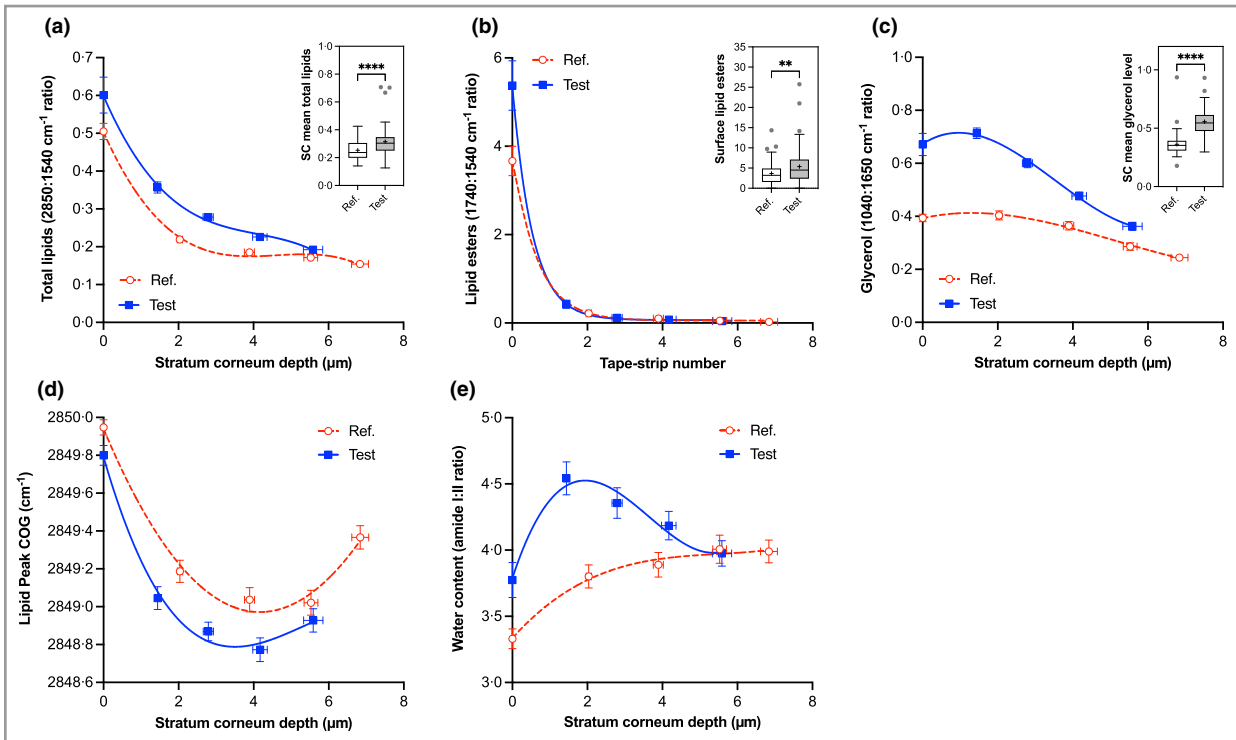 (a)
Total lipids (2850:1540 cm⁻¹ ratio)
0·7
0·6
0·5
0·4
0·3
0·2
0·1
0·0
0 2 4 6 8
Stratum corneum depth (µm)
Ref.
Test
SC mean total lipids
1·0
0·8
0·6
0·4
0·2
0·0
****
Ref. Test
(b)
Lipid esters (1740:1540 cm⁻¹ ratio)
6
4
2
0
0 2 4 6 8
Tape-strip number
Ref.
Test
Surface lipid esters
35
30
25
20
15
10
5
0
**
Ref. Test
(c)
Glycerol (1040:1650 cm⁻¹ ratio)
1·0
0·8
0·6
0·4
0·2
0·0
0 2 4 6 8
Stratum corneum depth (µm)
Ref.
Test
SC mean glycerol level
1·0
0·5
0·0
****
Ref. Test
(d)
Lipid Peak COG (cm⁻¹)
2850·0
2849·8
2849·6
2849·4
2849·2
2849·0
2848·8
2848·6
0 2 4 6 8
Stratum corneum depth (µm)
Ref.
Test
(e)
Water content (amide I:II ratio)
5·0
4·5
4·0
3·5
3·0
0 2 4 6 8
Stratum corneum depth (µm)
Ref.
Test